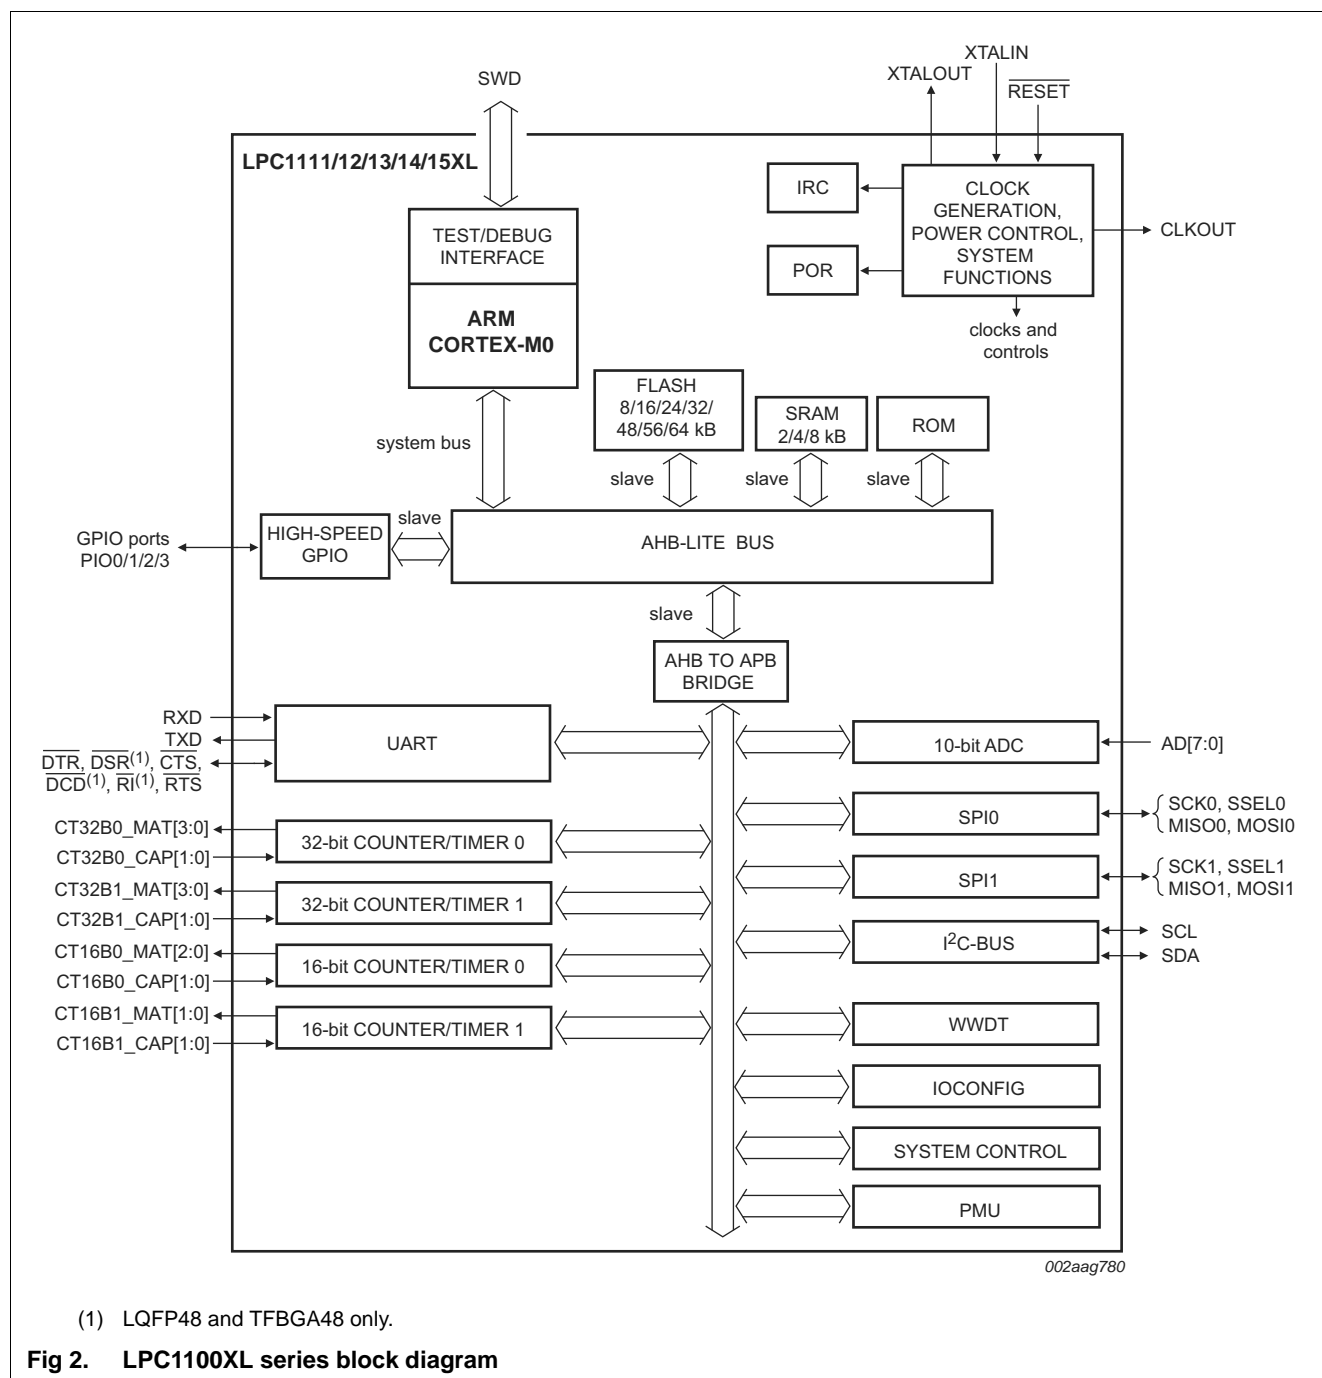 XTALIN
XTALOUT
RESET
SWD
LPC1111/12/13/14/15XL
IRC
POR
CLOCK
GENERATION,
POWER CONTROL,
SYSTEM
FUNCTIONS
CLKOUT
clocks and
controls
TEST/DEBUG
INTERFACE
ARM
CORTEX-M0
system bus
FLASH
8/16/24/32/
48/56/64 kB
SRAM
2/4/8 kB
ROM
slave
slave
slave
slave
GPIO ports
PIO0/1/2/3
HIGH-SPEED
GPIO
AHB-LITE BUS
slave
AHB TO APB
BRIDGE
RXD
TXD
DTR, DSR(1), CTS,
DCD(1), RI(1), RTS
UART
10-bit ADC
AD[7:0]
CT32B0_MAT[3:0]
CT32B0_CAP[1:0]
32-bit COUNTER/TIMER 0
SPI0
SCK0, SSEL0
MISO0, MOSI0
CT32B1_MAT[3:0]
CT32B1_CAP[1:0]
32-bit COUNTER/TIMER 1
SPI1
SCK1, SSEL1
MISO1, MOSI1
CT16B0_MAT[2:0]
CT16B0_CAP[1:0]
16-bit COUNTER/TIMER 0
I2C-BUS
SCL
SDA
CT16B1_MAT[1:0]
CT16B1_CAP[1:0]
16-bit COUNTER/TIMER 1
WWDT
IOCONFIG
SYSTEM CONTROL
PMU
002aag780
(1) LQFP48 and TFBGA48 only.
Fig 2. LPC1100XL series block diagram